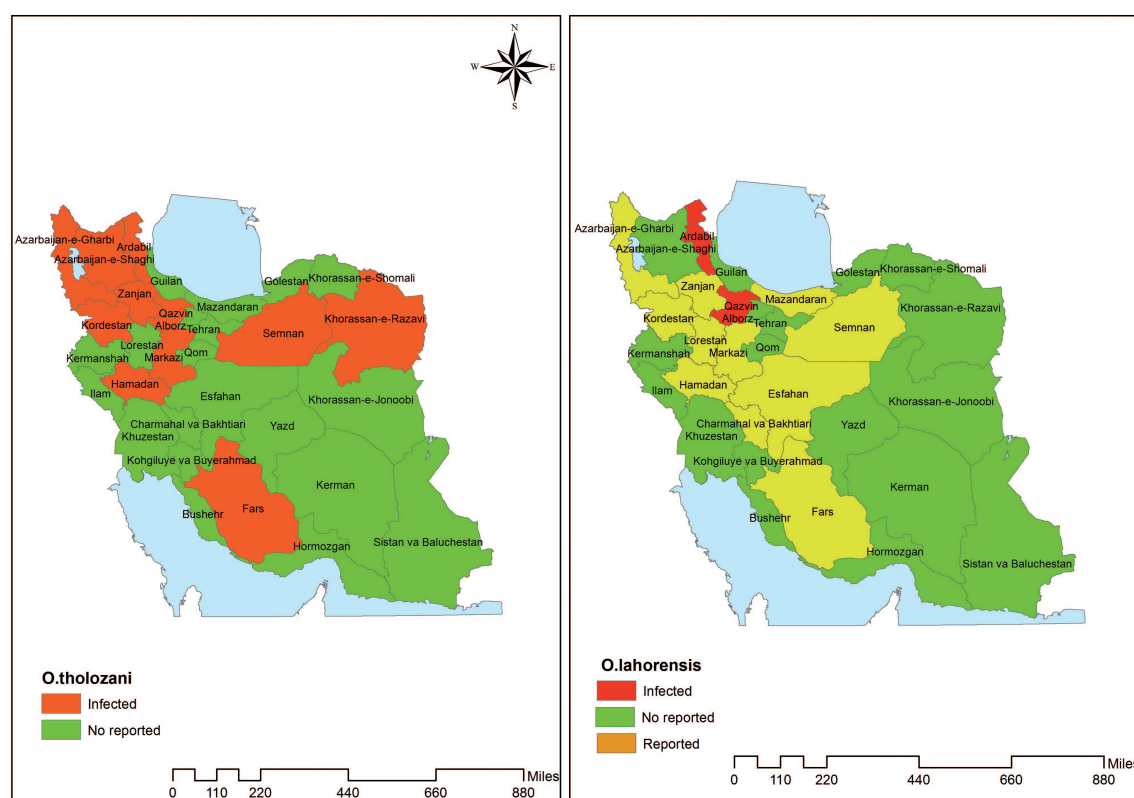 N
W E
S
Azarbaijan-e-Gharbi
Ardabil
Azarbaijan-e-Shaghi
Guilan
Golestan
Khorassan-e-Shomali
Zanjan
Mazandaran
Qazvin
Khorassan-e-Razavi
Kordestan
Alborz
Tehran
Semnan
Lorestan
Qom
Kermanshah
Markazi
Hamadan
Ilam
Esfahan
Khorassan-e-Jonoobi
Charmahal va Bakhtiari
Yazd
Khuzestan
Kohgiluye va Buyerahmad
Kerman
Bushehr
Fars
Sistan va Baluchestan
Hormozgan
O.tholozani
Infected
No reported
Miles
0 110 220 440 660 880
Azarbaijan-e-Gharbi
Ardabil
Azarbaijan-e-Shaghi
Guilan
Golestan
Khorassan-e-Shomali
Zanjan
Mazandaran
Qazvin
Khorassan-e-Razavi
Kordestan
Alborz
Tehran
Semnan
Lorestan
Qom
Kermanshah
Markazi
Hamadan
Ilam
Esfahan
Khorassan-e-Jonoobi
Charmahal va Bakhtiari
Yazd
Khuzestan
Kohgiluye va Buyerahmad
Kerman
Bushehr
Fars
Hormozgan
Sistan va Baluchestan
O.lahorensis
Infected
No reported
Reported
Miles
0 110 220 440 660 880